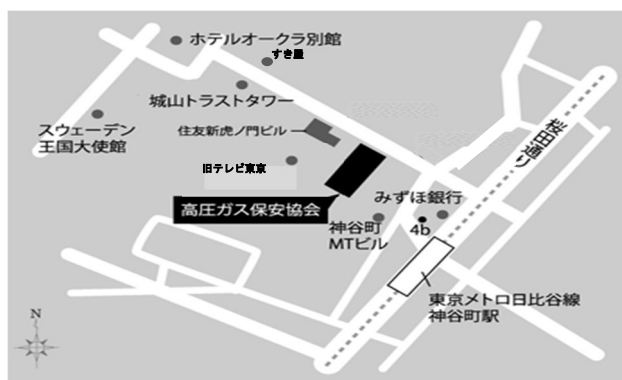 ホテルオークラ別館
すき屋
城山トラストタワー
スウェーデン
王国大使館
住友新虎ノ門ビル
旧テレビ東京
高圧ガス保安協会
桜田通り
みずほ銀行
神谷町
MTビル
4b
東京メトロ日比谷線
神谷町駅
N